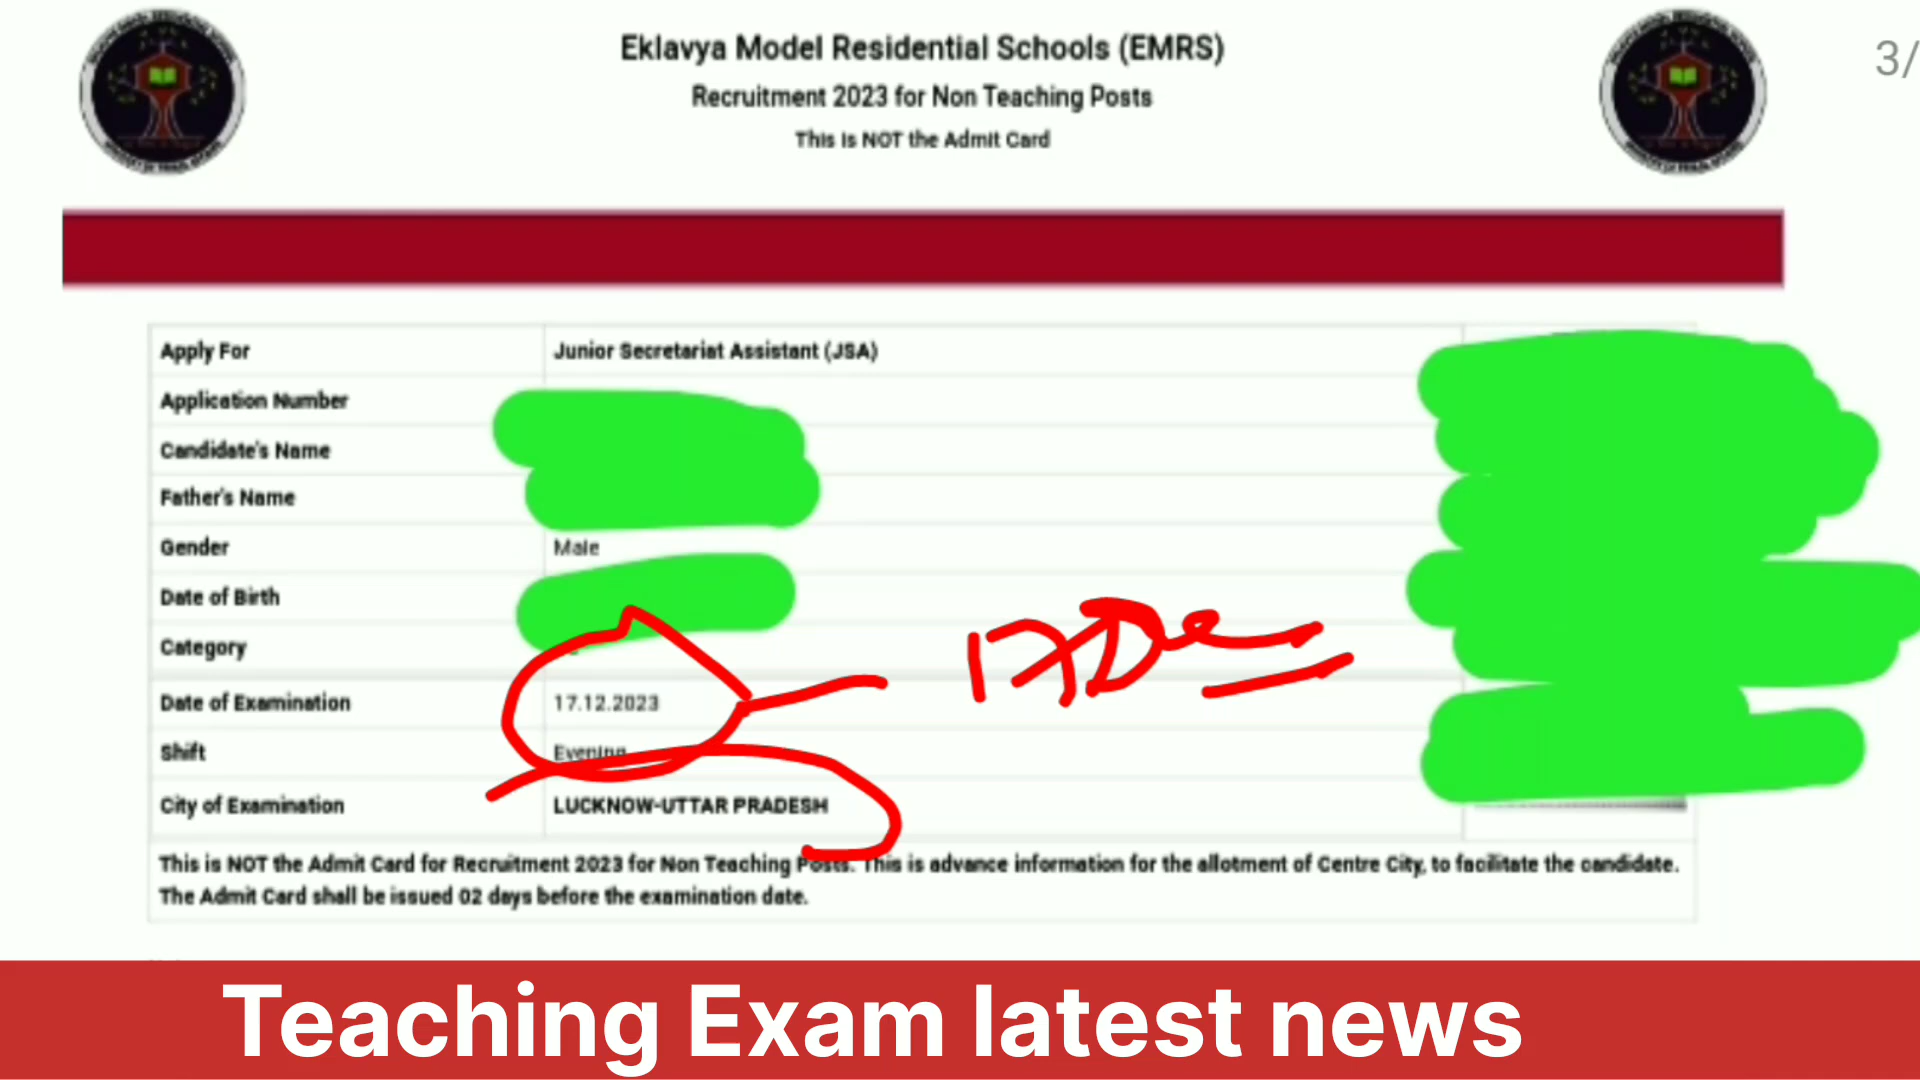 Eklavya Model Residential Schools (EMRS)
3/
Recruitment 2023 for Non Teaching Posts
This is NOT the Admit Card
Apply For Junior Secretariat Assistant (JSA)
Application Number
Candidate's Name
Father's Name
Gender Male
Date of Birth
Category
17 Dec
Date of Examination 17.12.2023
Shift Evening
City of Examination LUCKNOW-UTTAR PRADESH
This is NOT the Admit Card for Recruitment 2023 for Non Teaching Posts. This is advance information for the allotment of Centre City, to facilitate the candidate.
The Admit Card shall be issued 02 days before the examination date.
Teaching Exam latest news